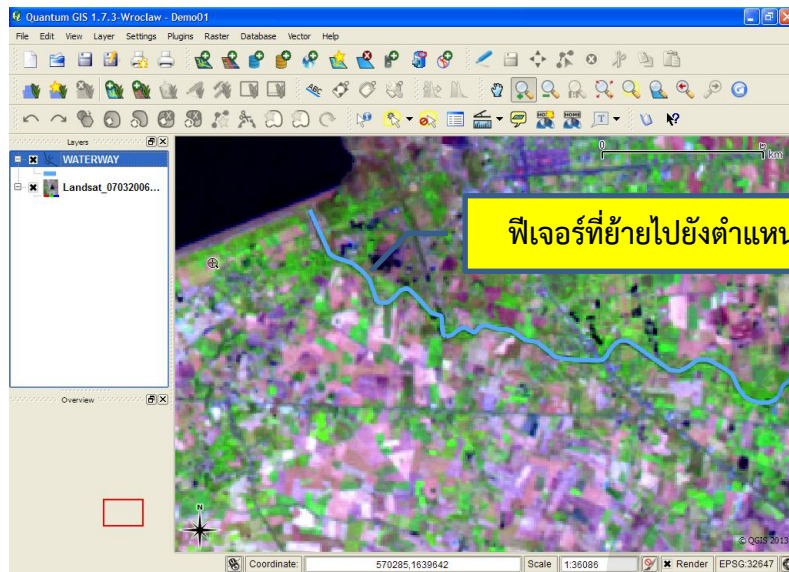 Quantum GIS 1.7.3-Wroclaw - Demo01
File Edit View Layer Settings Plugins Raster Database Vector Help
Layers
WATERWAY
Landsat_07032006...
0
km
ฟีเจอร์ที่ย้ายไปยังตำแหน
Overview
N
© QGIS 2013
Coordinate: 570285,1639642 Scale 1:36086 Render EPSG:32647